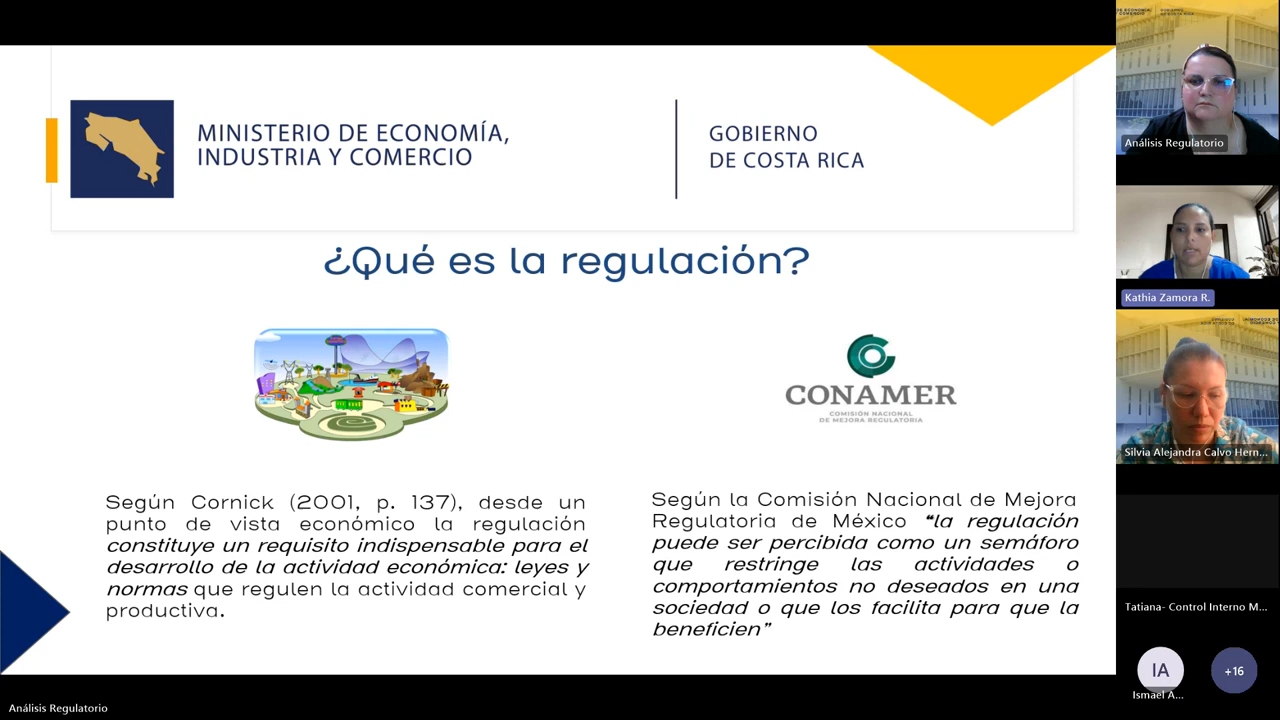 MINISTERIO DE ECONOMÍA,
INDUSTRIA Y COMERCIO
GOBIERNO
DE COSTA RICA
¿Qué es la regulación?
CONAMER
COMISIÓN NACIONAL
DE MEJORA REGULATORIA
Según Cornick (2001, p. 137), desde un
punto de vista económico la regulación
constituye un requisito indispensable para el
desarrollo de la actividad económica: leyes y
normas que regulen la actividad comercial y
productiva.
Según la Comisión Nacional de Mejora
Regulatoria de México “la regulación
puede ser percibida como un semáforo
que restringe las actividades o
comportamientos no deseados en una
sociedad o que los facilita para que la
beneficien”
Análisis Regulatorio
Análisis Regulatorio
Kathia Zamora R.
Silvia Alejandra Calvo Hern...
Tatiana- Control Interno M...
IA
Ismael A...
+16